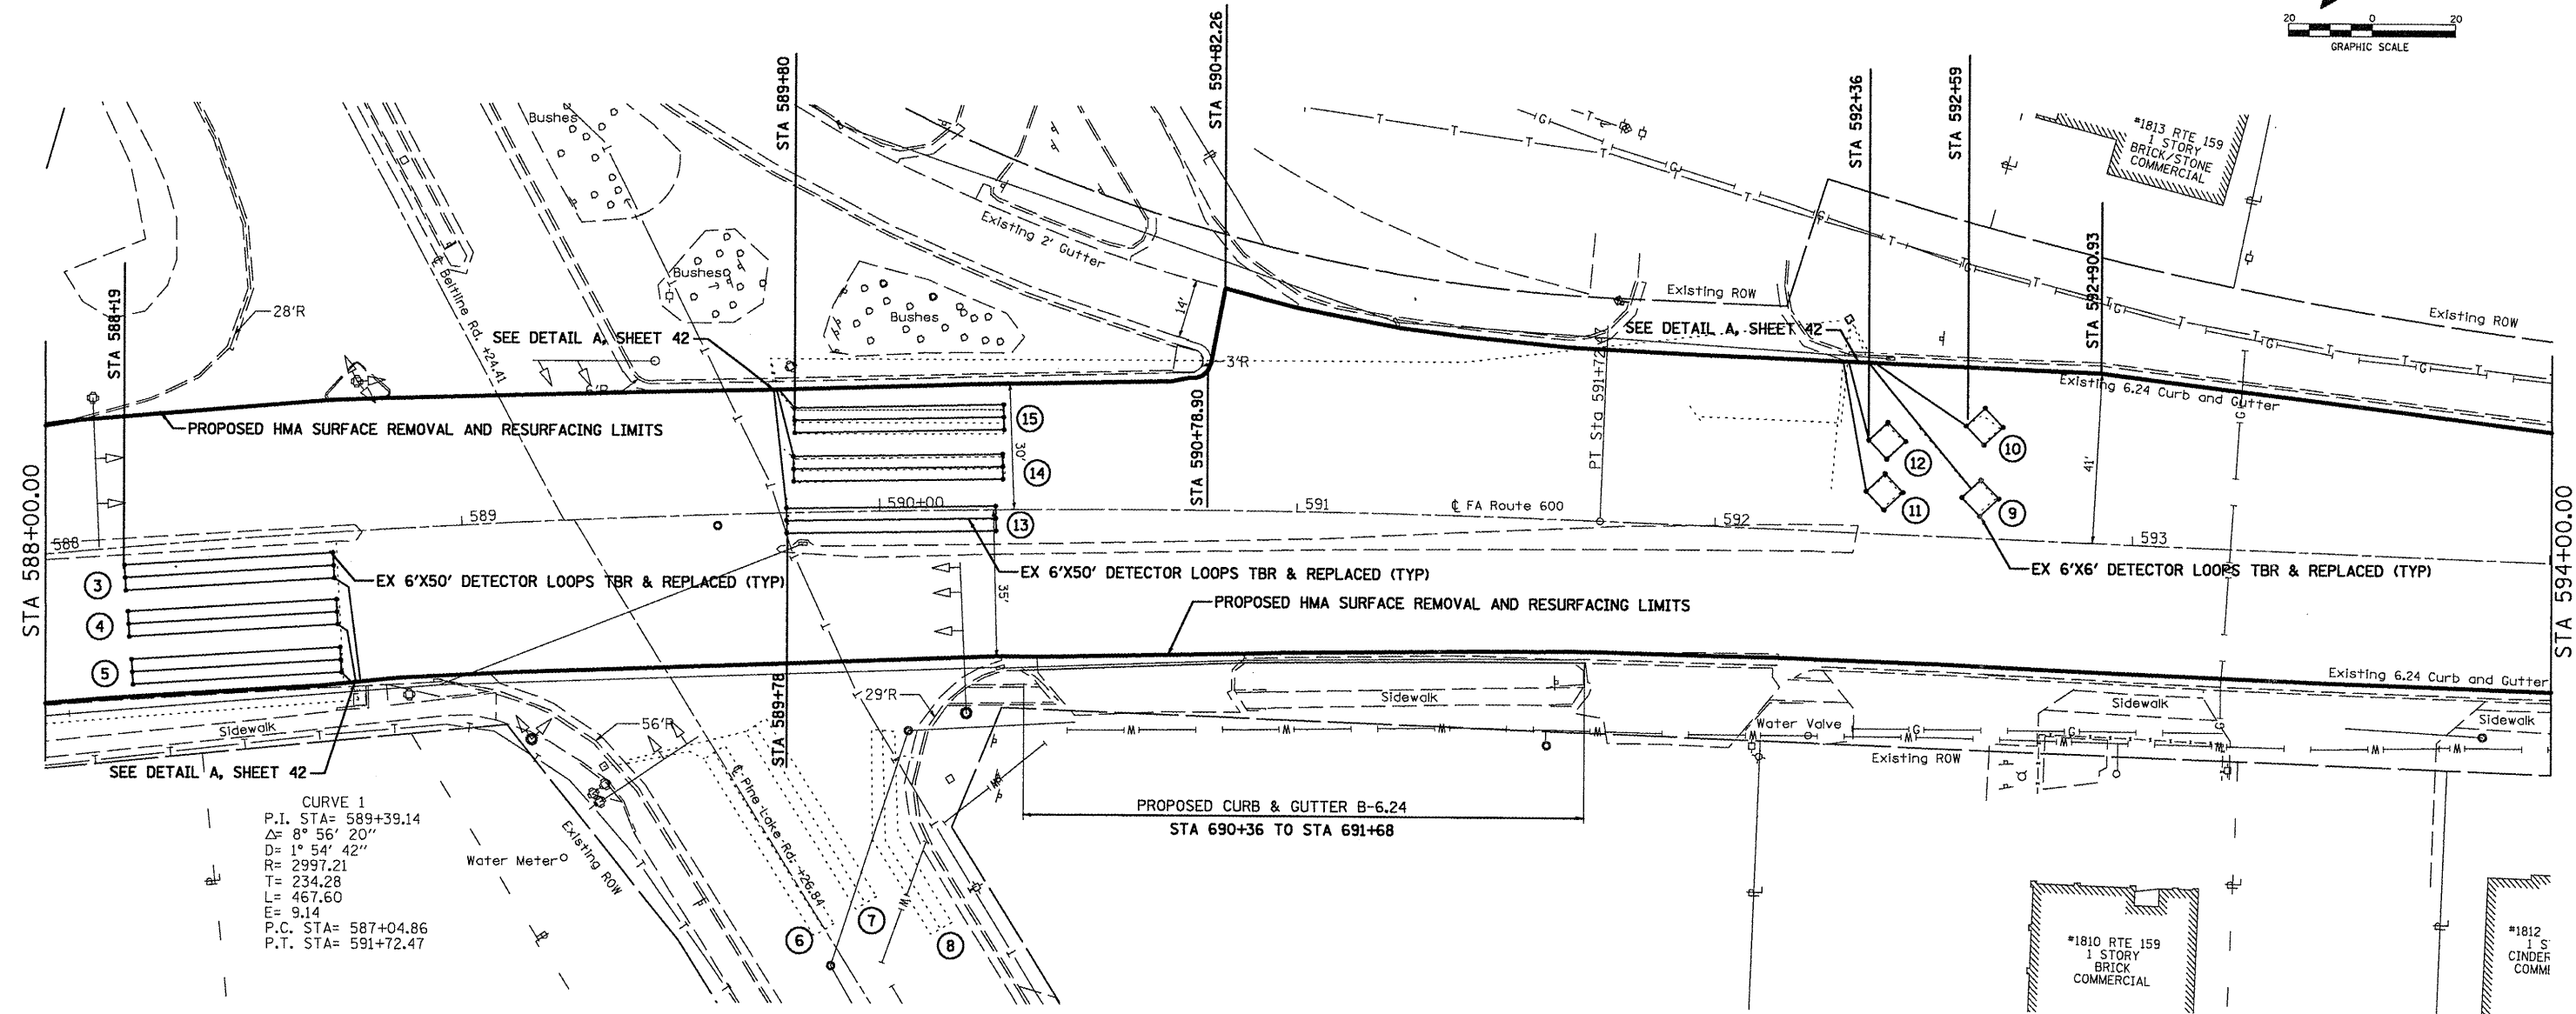 20 0 20
GRAPHIC SCALE
STA 590+82.26
STA 589+80
STA 592+36
STA 592+59
#1813 RTE 159
1 STORY
BRICK/STONE
COMMERCIAL
Bushes
Existing 2' Gutter
℄ Beltline Rd. +24.41
Bushes
STA 588+19
28'R
Bushes
14'
STA 592+90.93
Existing ROW
Existing ROW
SEE DETAIL A, SHEET 42
SEE DETAIL A, SHEET 42
3'R
PROPOSED HMA SURFACE REMOVAL AND RESURFACING LIMITS
Existing 6.24 Curb and Gutter
15
30'
14
STA 590+78.90
12
10
11
9
41'
STA 588+00.00
588
589
590+00
13
591
℄ FA Route 600
592
593
STA 594+00.00
3
EX 6'X50' DETECTOR LOOPS TBR & REPLACED (TYP)
EX 6'X50' DETECTOR LOOPS TBR & REPLACED (TYP)
EX 6'X6' DETECTOR LOOPS TBR & REPLACED (TYP)
35'
PROPOSED HMA SURFACE REMOVAL AND RESURFACING LIMITS
4
5
Existing 6.24 Curb and Gutter
29'R
Sidewalk
Sidewalk
Sidewalk
Sidewalk
56'R
STA 589+78
Water Valve
Existing ROW
SEE DETAIL A, SHEET 42
℄ Pine Lake Rd. +26.84
CURVE 1
P.I. STA= 589+39.14
Δ= 8° 56' 20"
D= 1° 54' 42"
R= 2997.21
T= 234.28
L= 467.60
E= 9.14
P.C. STA= 587+04.86
P.T. STA= 591+72.47
PROPOSED CURB & GUTTER B-6.24
STA 690+36 TO STA 691+68
Water Meter
Existing ROW
6
7
8
#1810 RTE 159
1 STORY
BRICK
COMMERCIAL
#1812